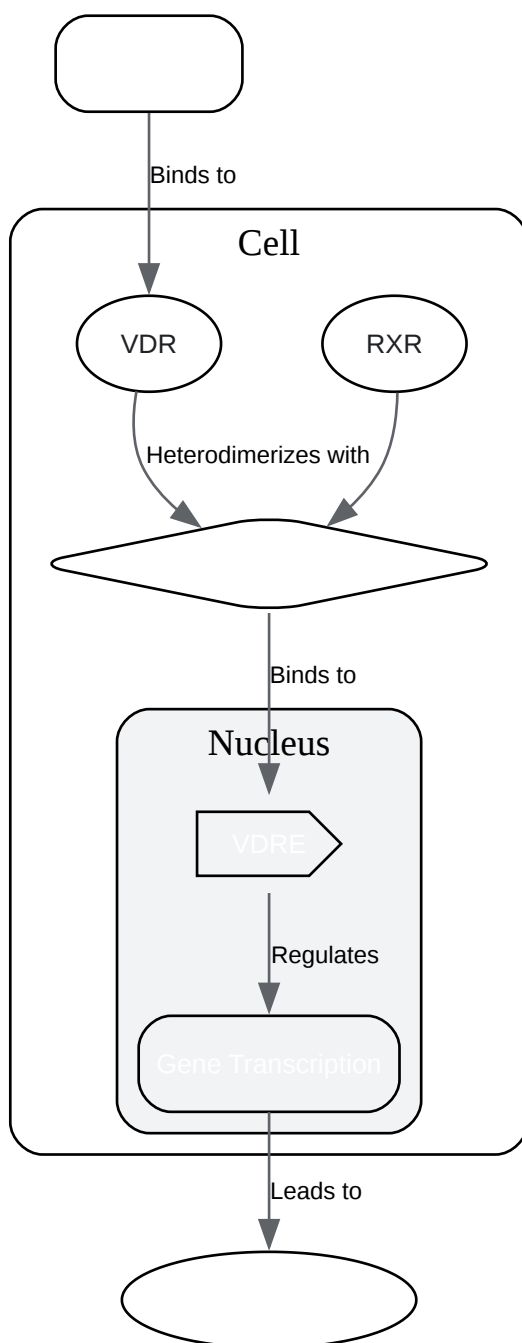 Binds to
Cell
VDR
RXR
Heterodimerizes with
Binds to
Nucleus
VDRE
Regulates
Gene Transcription
Leads to